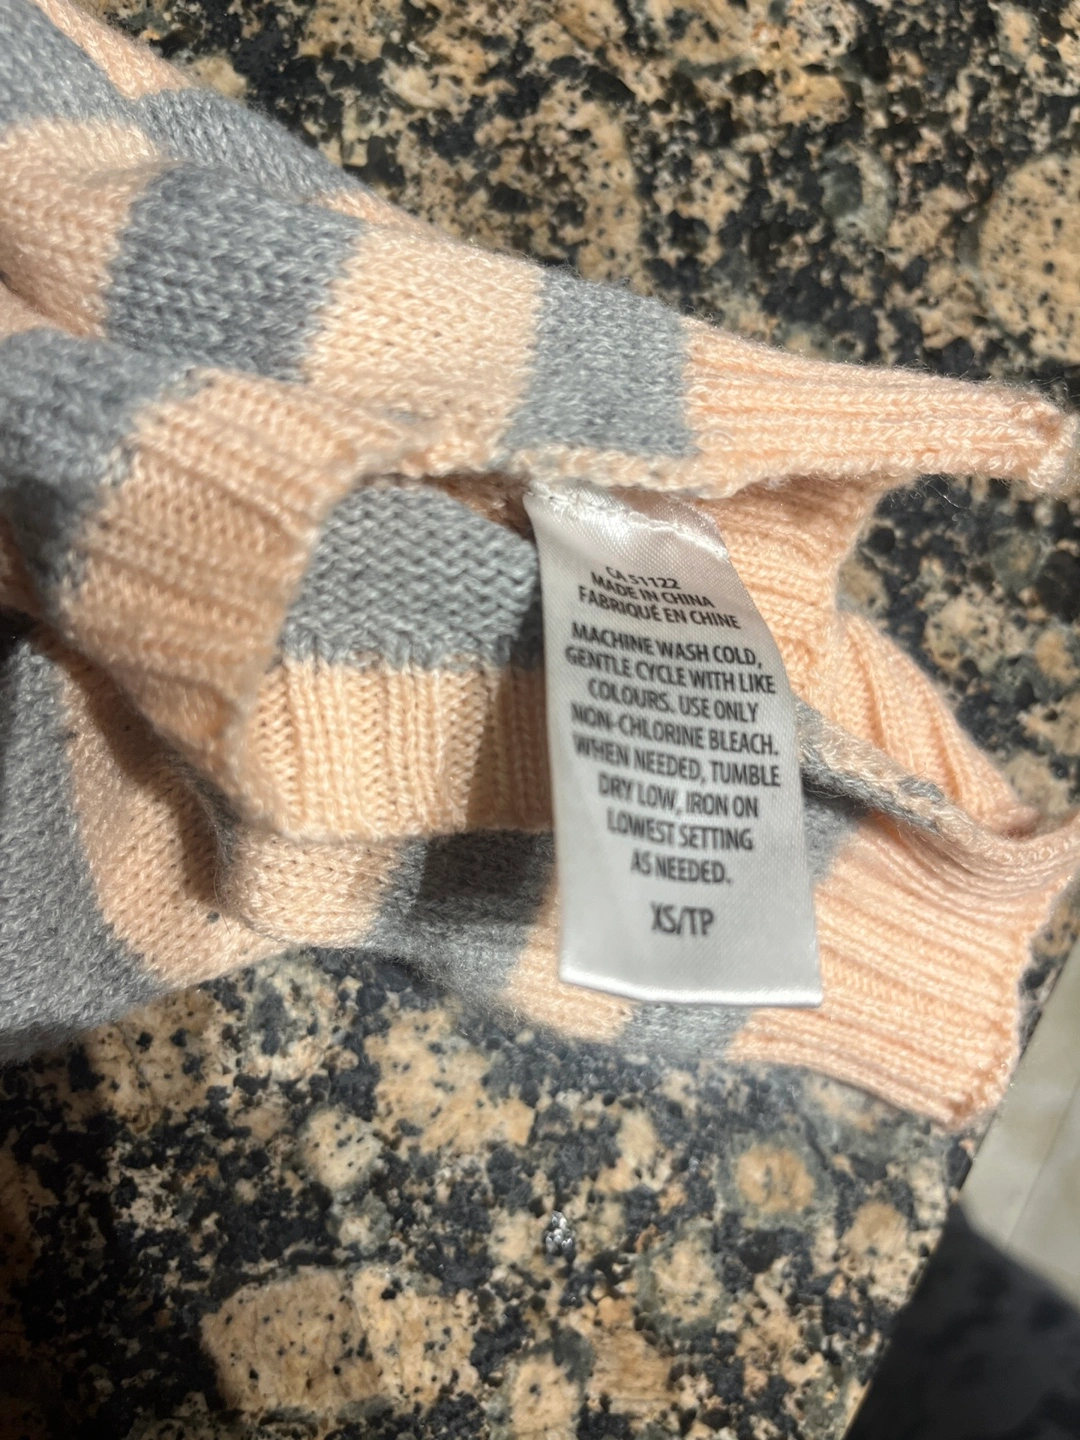 CA 51122
MADE IN CHINA
FABRIQUÉ EN CHINE
MACHINE WASH COLD,
GENTLE CYCLE WITH LIKE
COLOURS. USE ONLY
NON-CHLORINE BLEACH.
WHEN NEEDED, TUMBLE
DRY LOW, IRON ON
LOWEST SETTING
AS NEEDED.
XS/TP